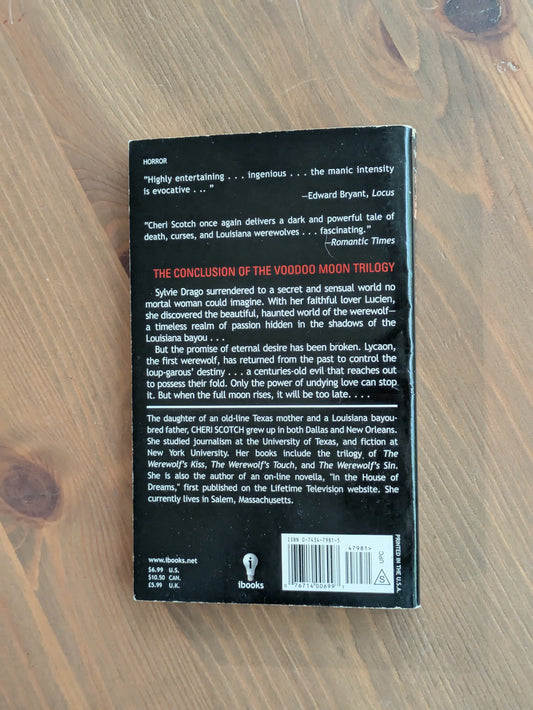 HORROR
"Highly entertaining . . . ingenious . . . the manic intensity
is evocative . .. "
—Edward Bryant, Locus
"Cheri Scotch once again delivers a dark and powerful tale of
death, curses, and Louisiana werewolves . . . fascinating."
—Romantic Times
THE CONCLUSION OF THE VOODOO MOON TRILOGY
Sylvie Drago surrendered to a secret and sensual world no
mortal woman could imagine. With her faithful lover Lucien,
she discovered the beautiful, haunted world of the werewolf—
a timeless realm of passion hidden in the shadows of the
Louisiana bayou . . .
But the promise of eternal desire has been broken. Lycaon,
the first werewolf, has returned from the past to control the
loup-garous' destiny . . . a centuries-old evil that reaches out
to possess their fold. Only the power of undying love can stop
it. But when the full moon rises, it will be too late. . . .
The daughter of an old-line Texas mother and a Louisiana bayou-
bred father, CHERI SCOTCH grew up in both Dallas and New Orleans.
She studied journalism at the University of Texas, and fiction at
New York University. Her books include the trilogy of The
Werewolf's Kiss, The Werewolf's Touch, and The Werewolf's Sin.
She is also the author of an on-line novella, "In the House of
Dreams," first published on the Lifetime Television website. She
currently lives in Salem, Massachusetts.
www.ibooks.net
$6.99 U.S.
$10.50 CAN.
£5.99 U.K.
i
ibooks
ISBN 0-7434-7981-5
47981>
0 76714 00699 7
S
UPC
PRINTED IN THE U.S.A.